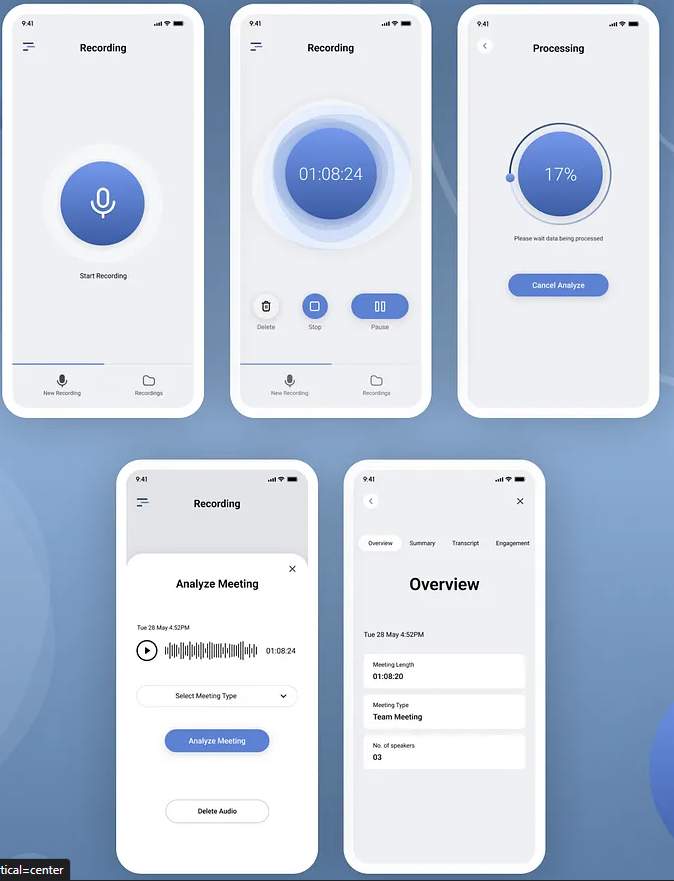 9:41
Recording
Start Recording
New Recording
Recordings
9:41
Recording
01:08:24
Delete
Stop
Pause
New Recording
Recordings
9:41
Processing
17%
Please wait data being processed
Cancel Analyze
9:41
Recording
Analyze Meeting
Tue 28 May 4:52PM
01:08:24
Select Meeting Type
Analyze Meeting
Delete Audio
9:41
Overview Summary Transcript Engagement
Overview
Tue 28 May 4:52PM
Meeting Length
01:08:20
Meeting Type
Team Meeting
No. of speakers
03
tical=center